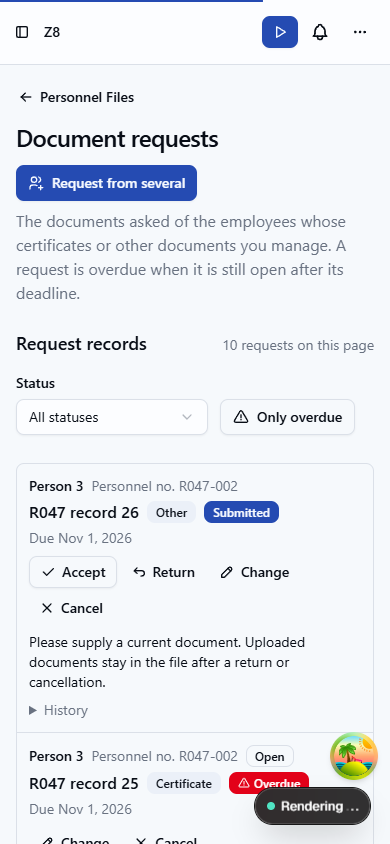 Z8
Personnel Files
Document requests
Request from several
The documents asked of the employees whose
certificates or other documents you manage. A
request is overdue when it is still open after its
deadline.
Request records
10 requests on this page
Status
All statuses
Only overdue
Person 3 Personnel no. R047-002
R047 record 26 Other Submitted
Due Nov 1, 2026
Accept Return Change
Cancel
Please supply a current document. Uploaded
documents stay in the file after a return or
cancellation.
History
Person 3 Personnel no. R047-002 Open
R047 record 25 Certificate Overdue
Due Nov 1, 2026
Rendering ...
Change Cancel